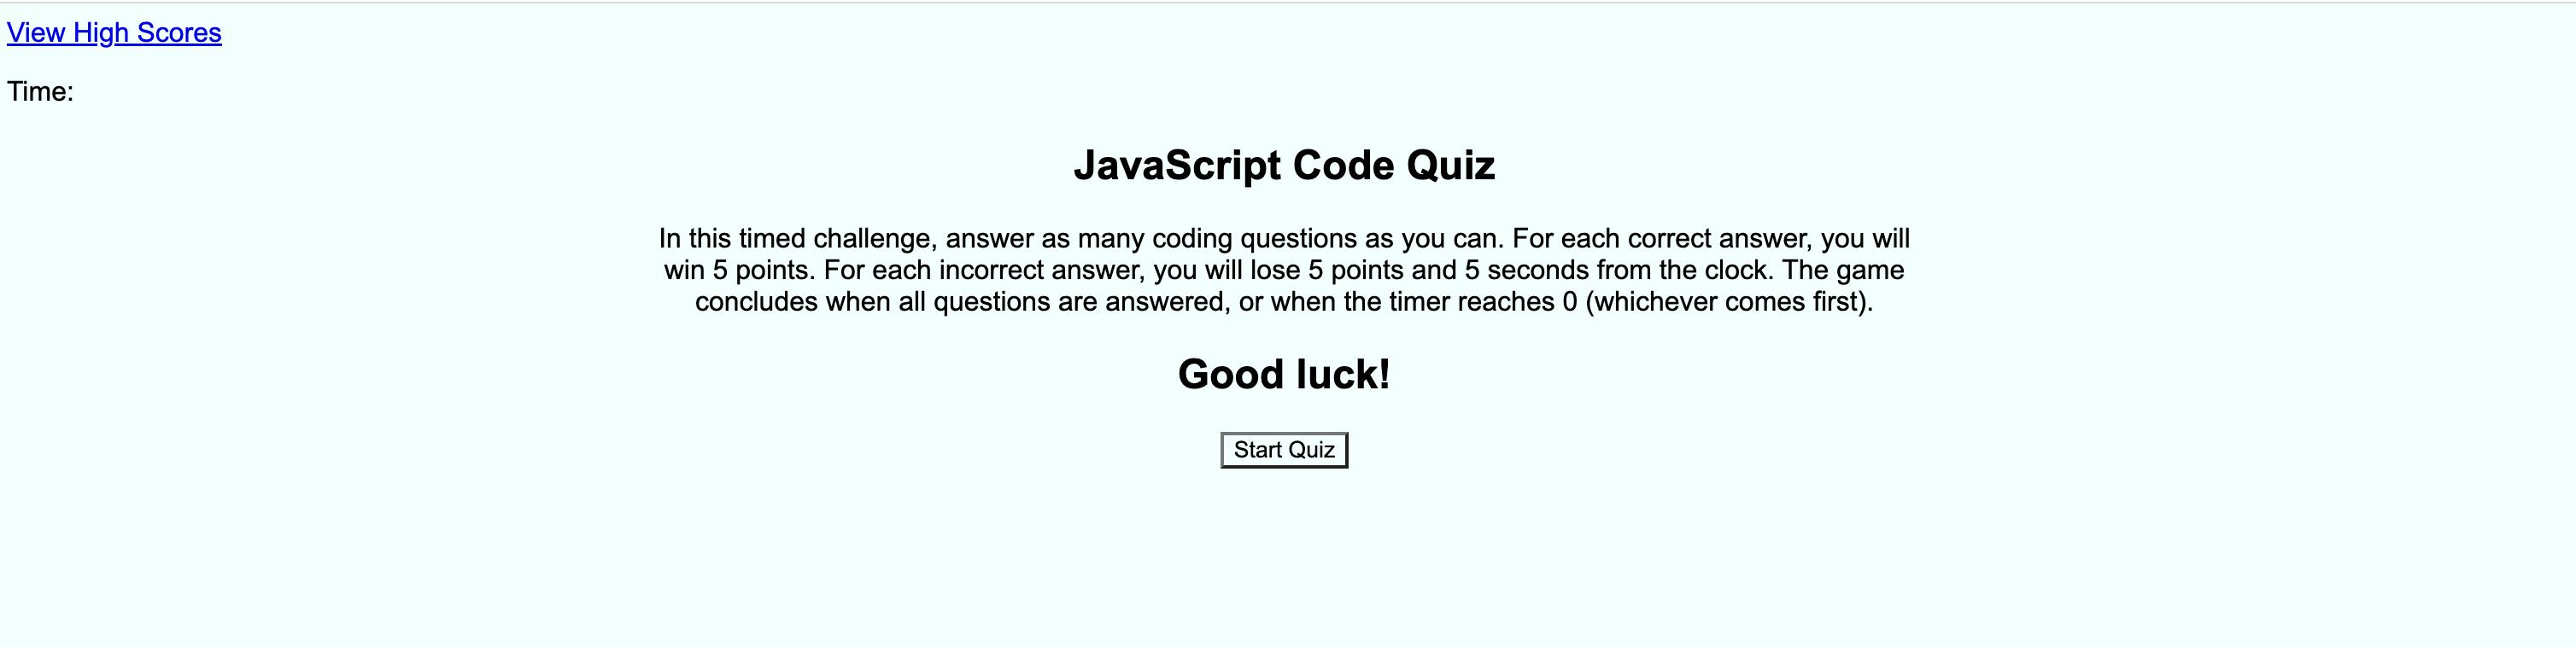 View High Scores
Time:
JavaScript Code Quiz
In this timed challenge, answer as many coding questions as you can. For each correct answer, you will
win 5 points. For each incorrect answer, you will lose 5 points and 5 seconds from the clock. The game
concludes when all questions are answered, or when the timer reaches 0 (whichever comes first).
Good luck!
Start Quiz